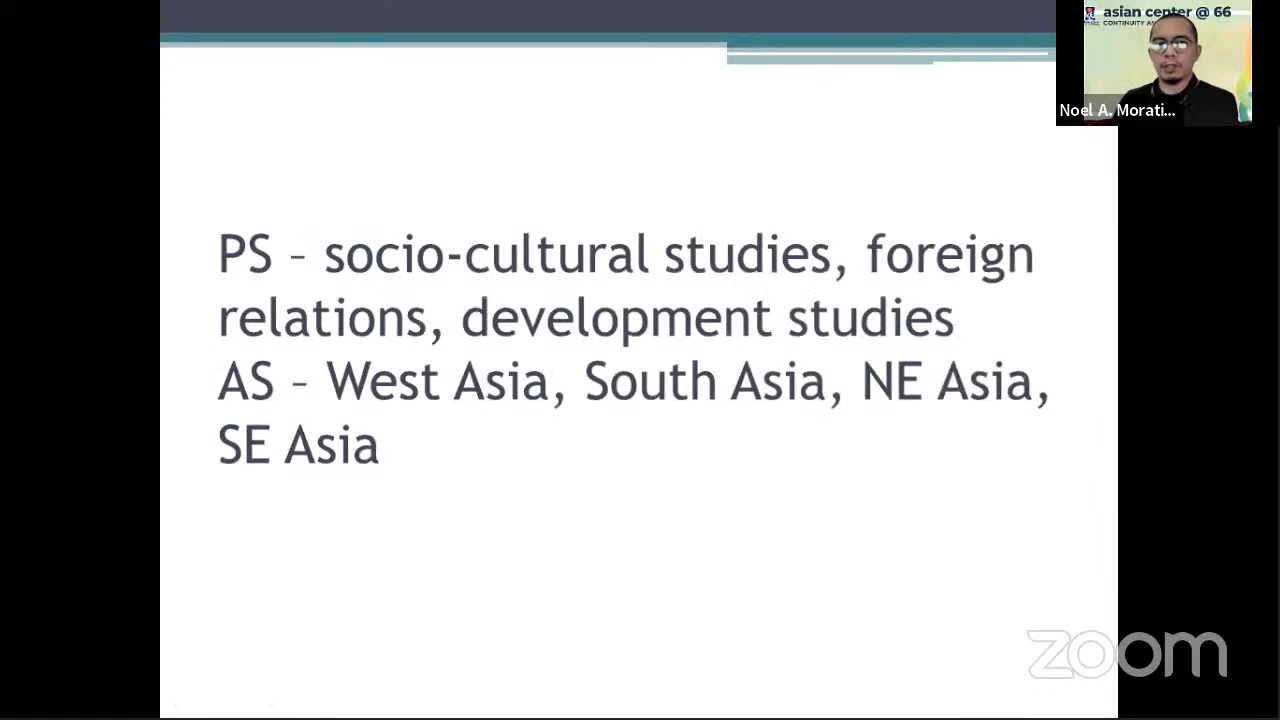 asian center @ 66
CONTINUITY AN
Noel A. Morati...
PS – socio-cultural studies, foreign
relations, development studies
AS – West Asia, South Asia, NE Asia,
SE Asia
zoom